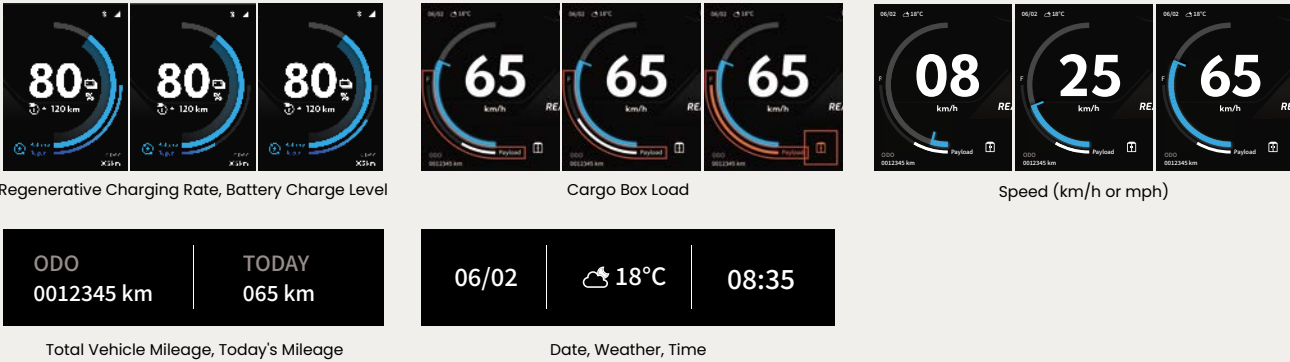 80
%
120 km
80
%
120 km
80
%
120 km
Regenerative Charging Rate, Battery Charge Level
06/02 18°C
F
65
km/h
Payload
ODO
0012345 km
06/02 18°C
F
65
km/h
Payload
ODO
0012345 km
06/02 18°C
F
65
km/h
Payload
ODO
0012345 km
Cargo Box Load
06/02 18°C
F
08
km/h
Payload
ODO
0012345 km
06/02 18°C
F
25
km/h
Payload
ODO
0012345 km
06/02 18°C
F
65
km/h
Payload
ODO
0012345 km
Speed (km/h or mph)
ODO TODAY
0012345 km 065 km
Total Vehicle Mileage, Today's Mileage
06/02 18°C 08:35
Date, Weather, Time